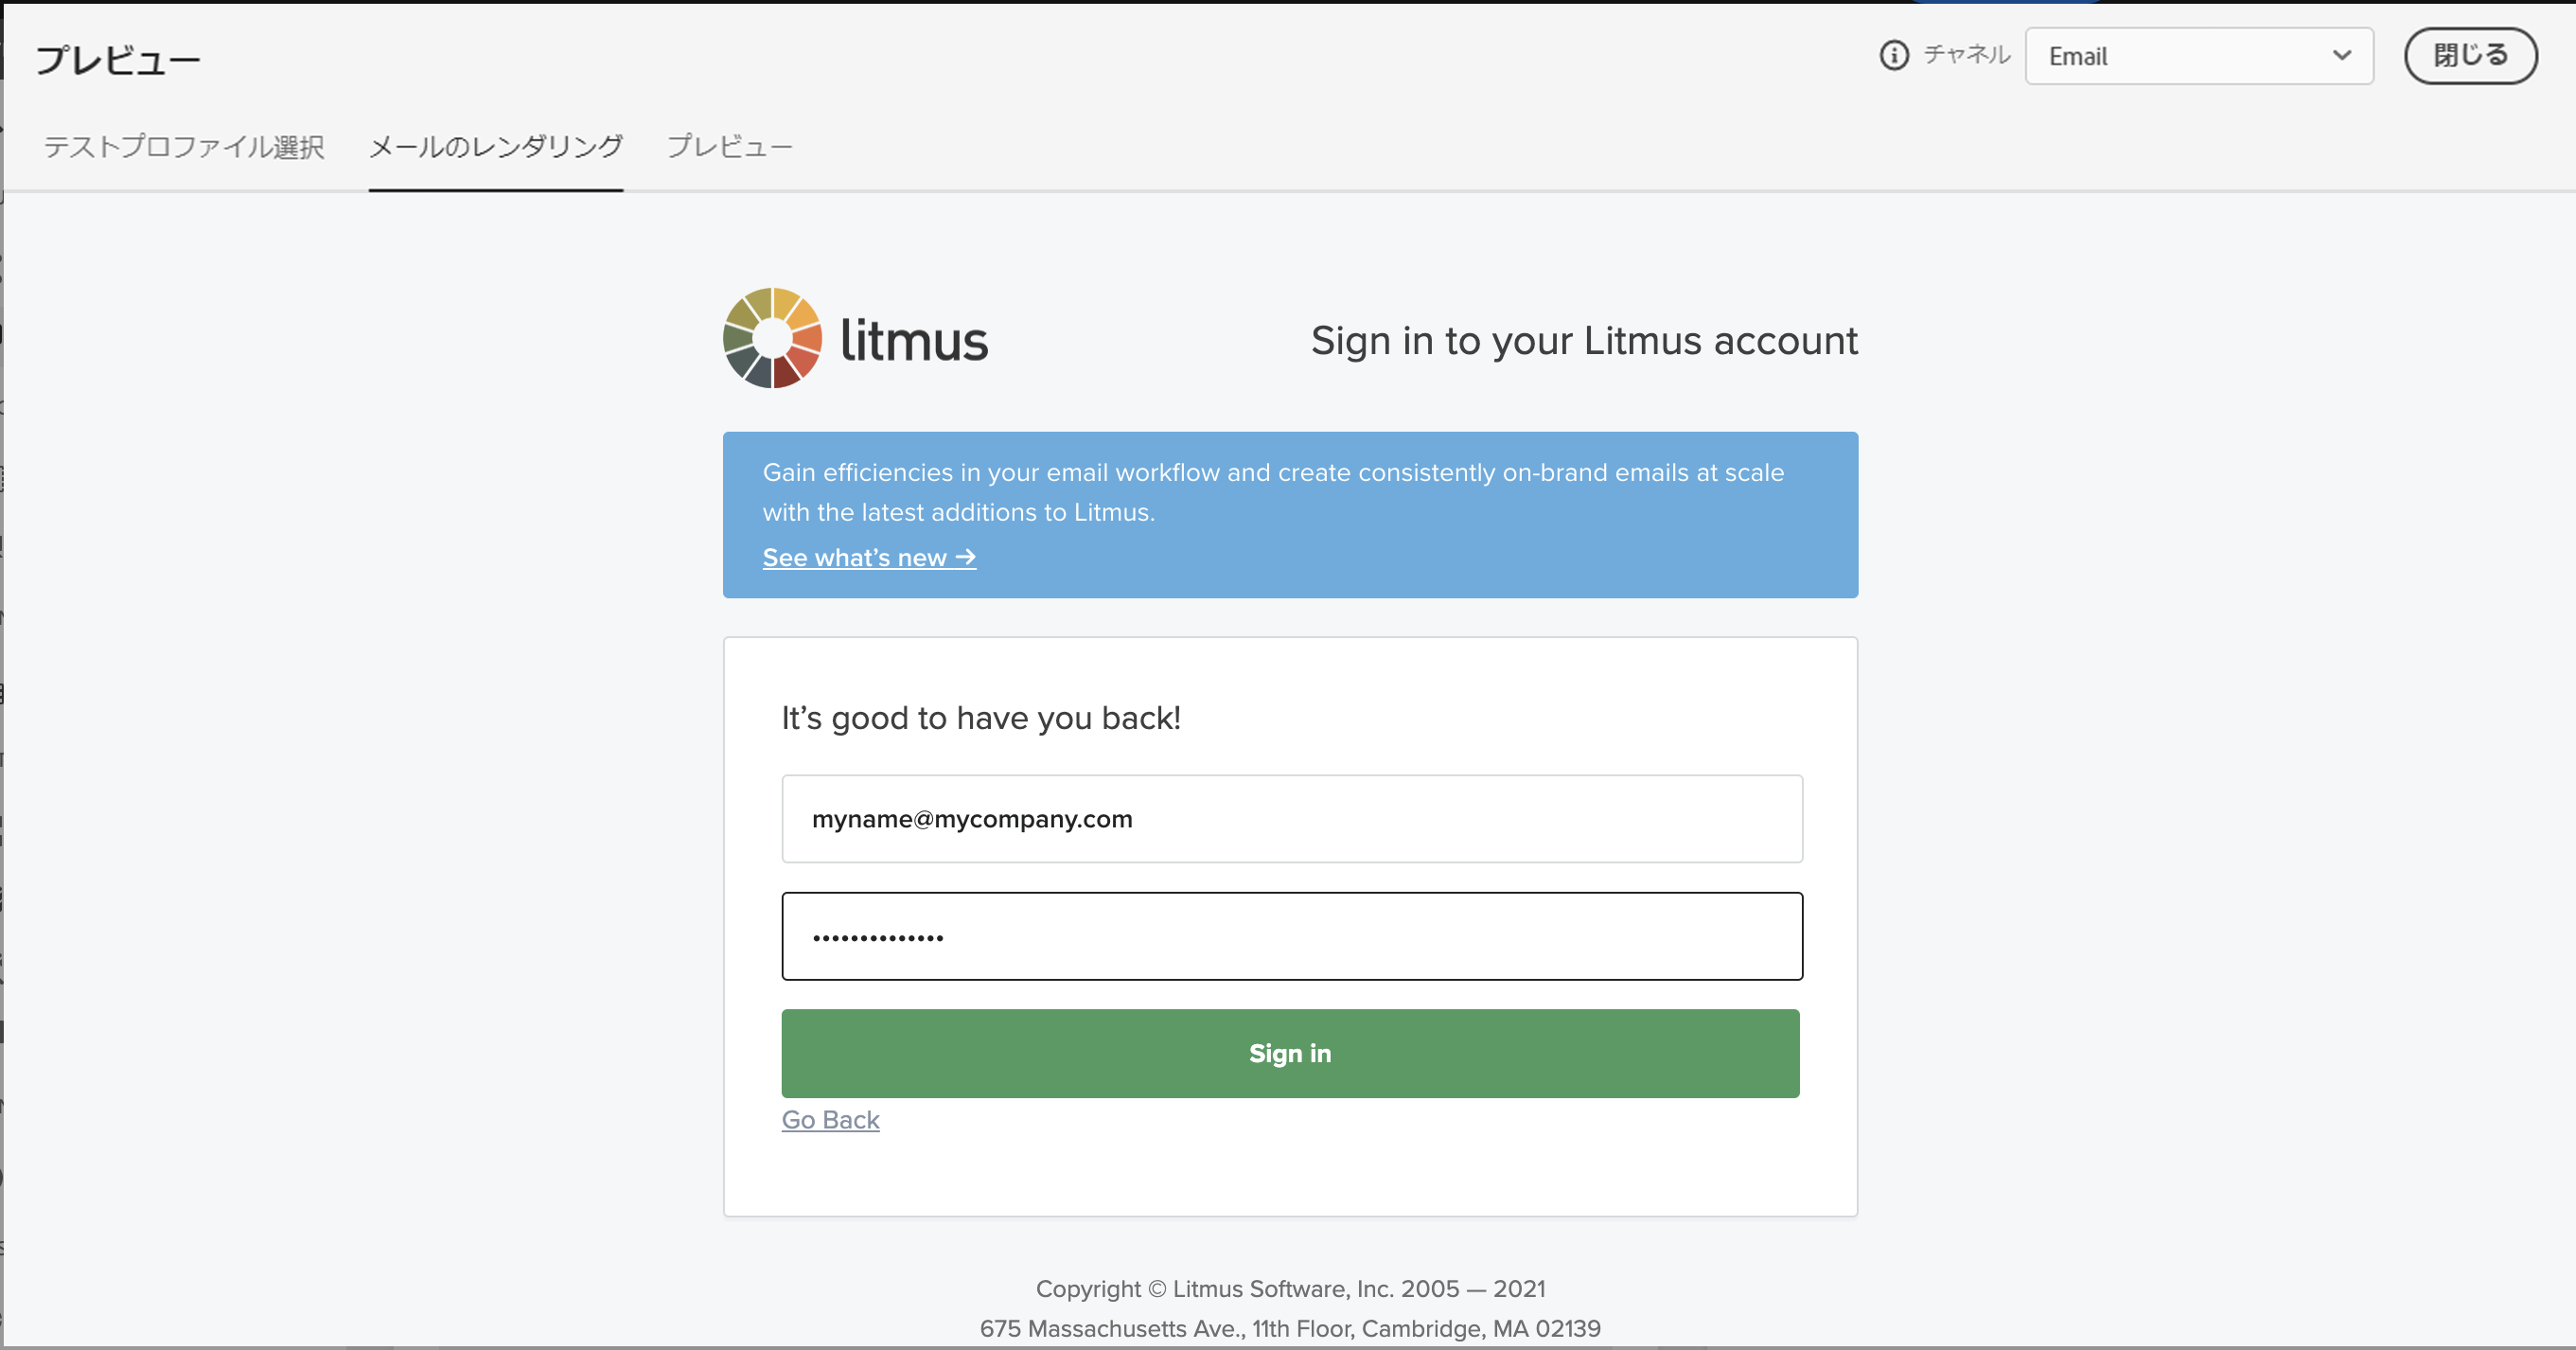 プレビュー
チャネル
Email
閉じる
テストプロファイル選択
メールのレンダリング
プレビュー
litmus
Sign in to your Litmus account
Gain efficiencies in your email workflow and create consistently on-brand emails at scale
with the latest additions to Litmus.
See what’s new →
It’s good to have you back!
myname@mycompany.com
••••••••••••••
Sign in
Go Back
Copyright © Litmus Software, Inc. 2005 — 2021
675 Massachusetts Ave., 11th Floor, Cambridge, MA 02139